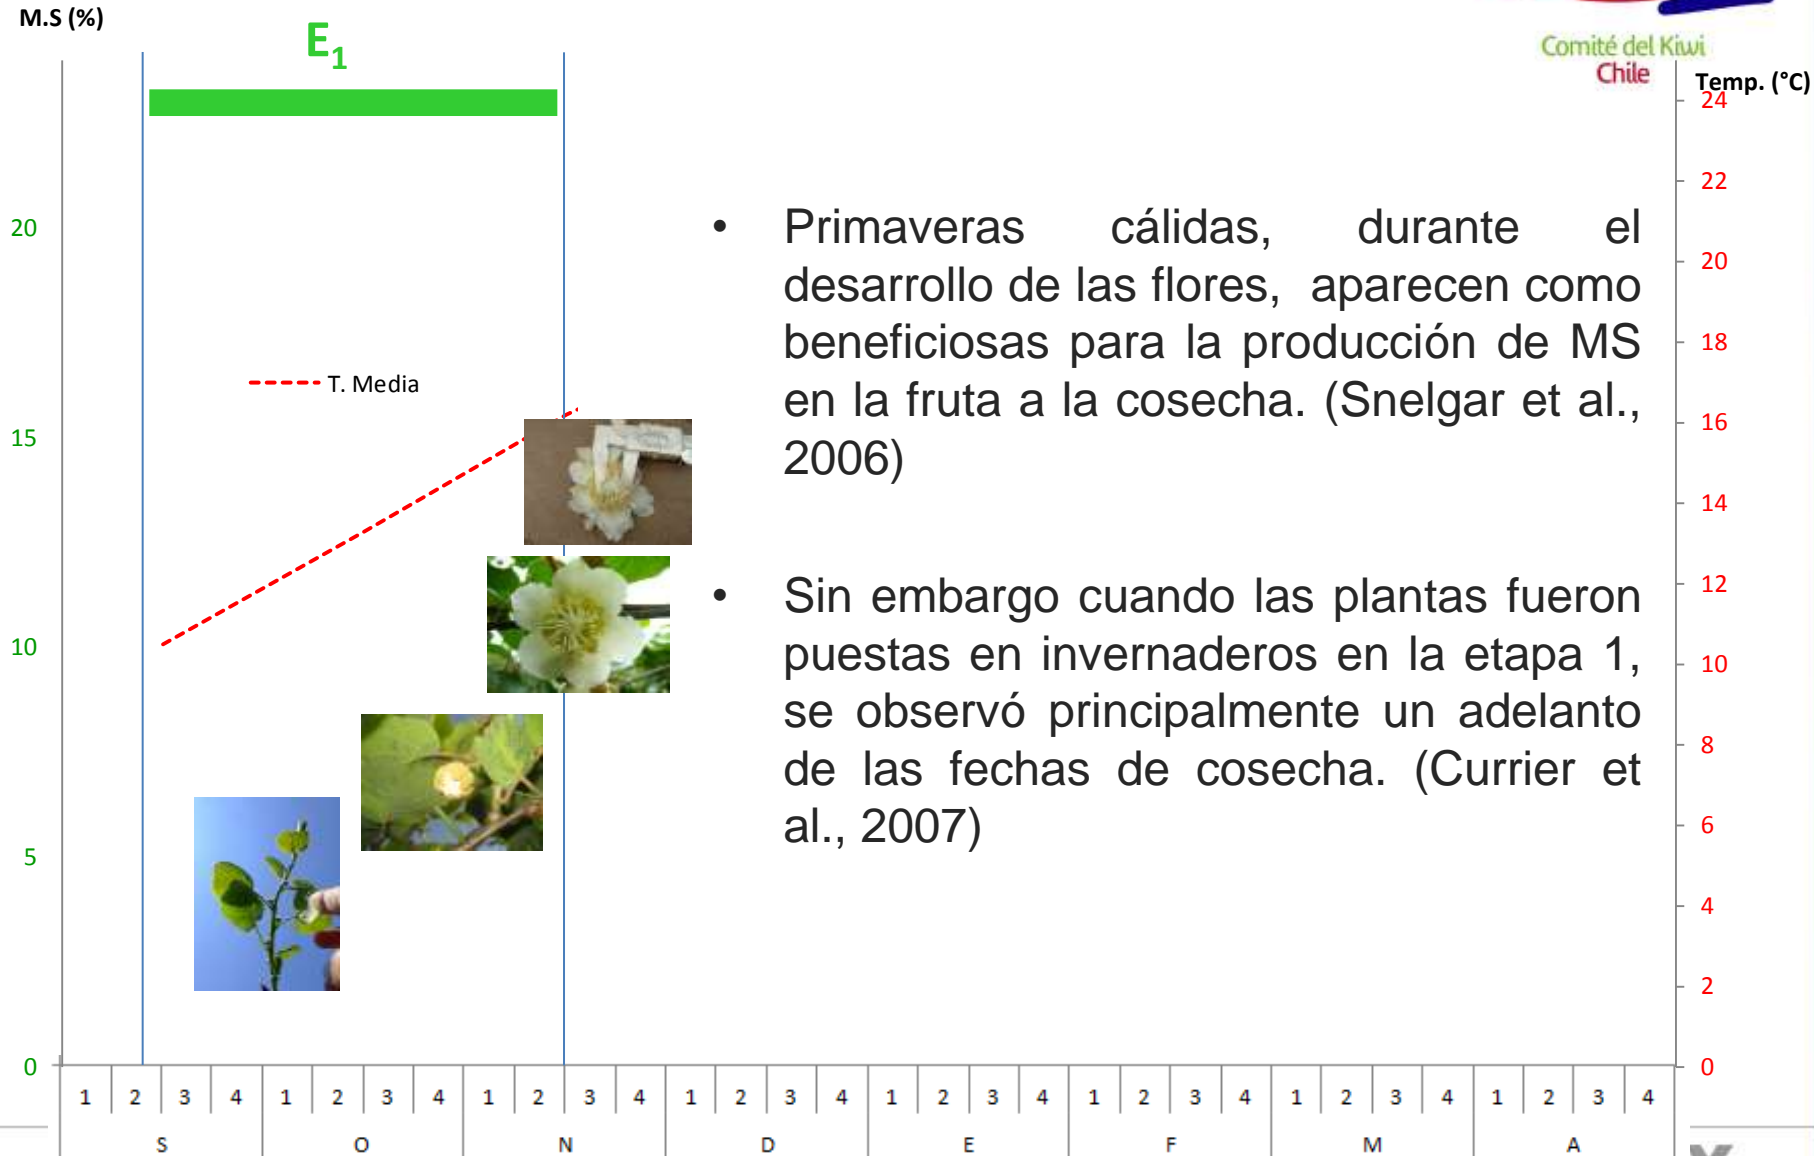 M.S (%)
E1
Comité del Kiwi
Chile
Temp. (°C)
24
22
20
18
16
14
12
10
8
6
4
2
0
20
15
10
5
0
T. Media
• Primaveras cálidas, durante el
desarrollo de las flores, aparecen como
beneficiosas para la producción de MS
en la fruta a la cosecha. (Snelgar et al.,
2006)
• Sin embargo cuando las plantas fueron
puestas en invernaderos en la etapa 1,
se observó principalmente un adelanto
de las fechas de cosecha. (Currier et
al., 2007)
1 2 3 4 1 2 3 4 1 2 3 4 1 2 3 4 1 2 3 4 1 2 3 4 1 2 3 4 1 2 3 4
S O N D E F M A